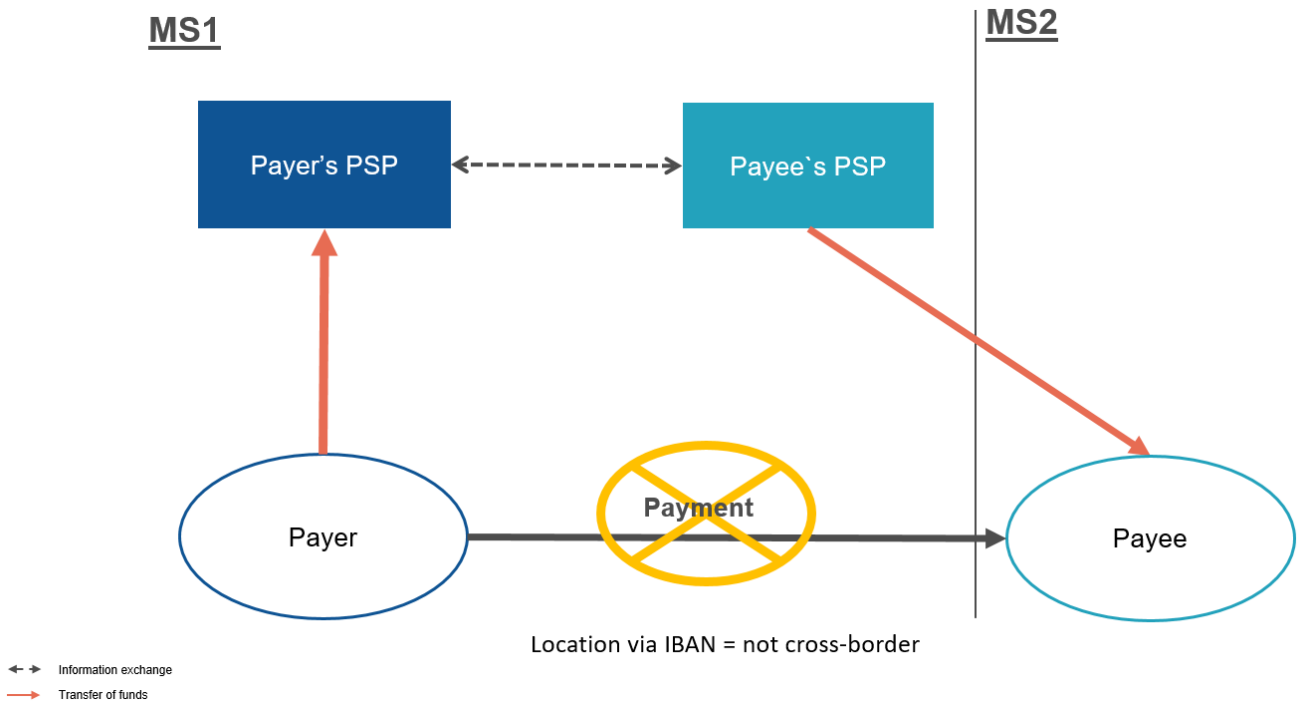 MS1
MS2
Payer’s PSP
Payee`s PSP
Payment
Payer
Payee
Location via IBAN = not cross-border
Information exchange
Transfer of funds